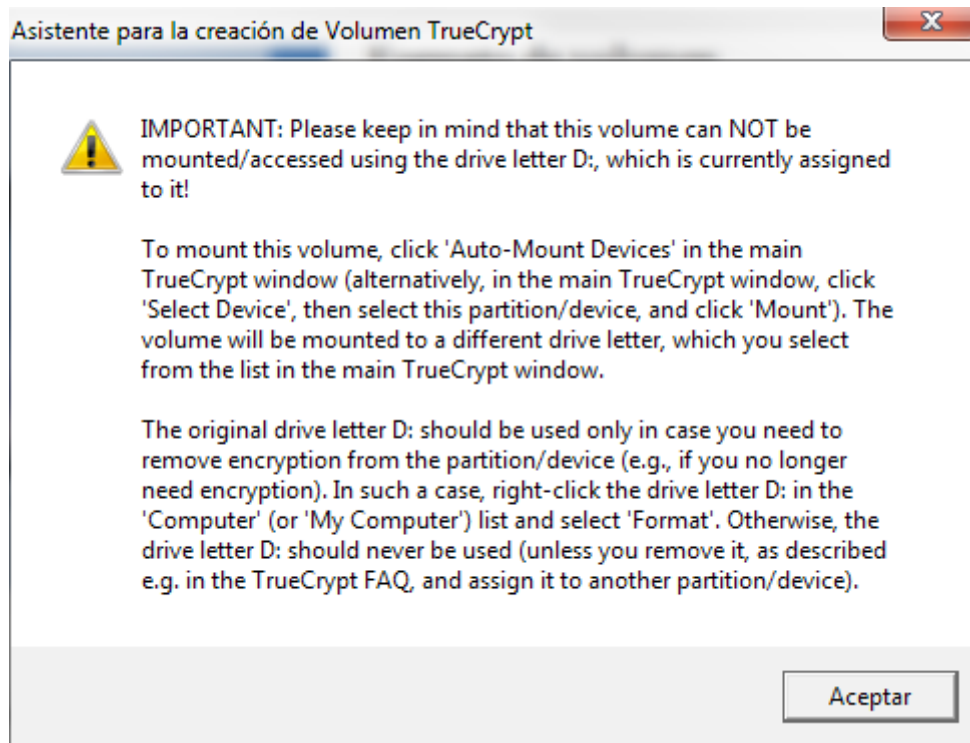 Asistente para la creación de Volumen TrueCrypt
IMPORTANT: Please keep in mind that this volume can NOT be
mounted/accessed using the drive letter D:, which is currently assigned
to it!
To mount this volume, click 'Auto-Mount Devices' in the main
TrueCrypt window (alternatively, in the main TrueCrypt window, click
'Select Device', then select this partition/device, and click 'Mount'). The
volume will be mounted to a different drive letter, which you select
from the list in the main TrueCrypt window.
The original drive letter D: should be used only in case you need to
remove encryption from the partition/device (e.g., if you no longer
need encryption). In such a case, right-click the drive letter D: in the
'Computer' (or 'My Computer') list and select 'Format'. Otherwise, the
drive letter D: should never be used (unless you remove it, as described
e.g. in the TrueCrypt FAQ, and assign it to another partition/device).
Aceptar